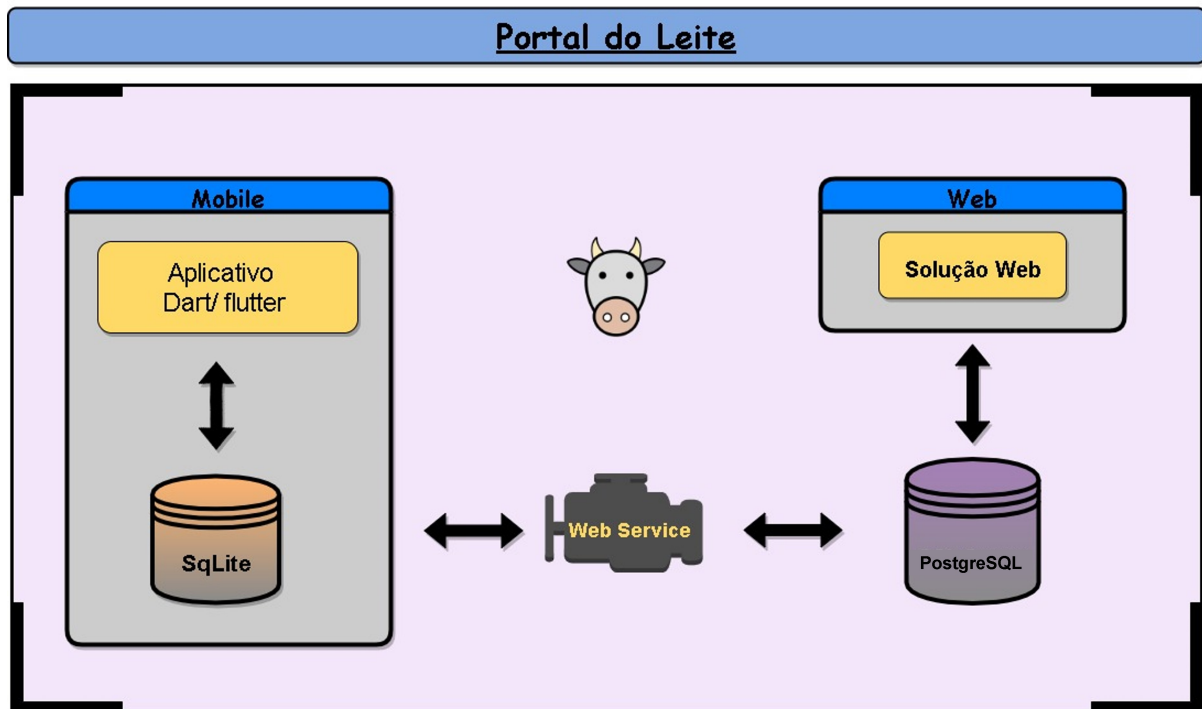 Portal do Leite
Mobile
Aplicativo
Dart/ flutter
SqLite
Web Service
Web
Solução Web
PostgreSQL